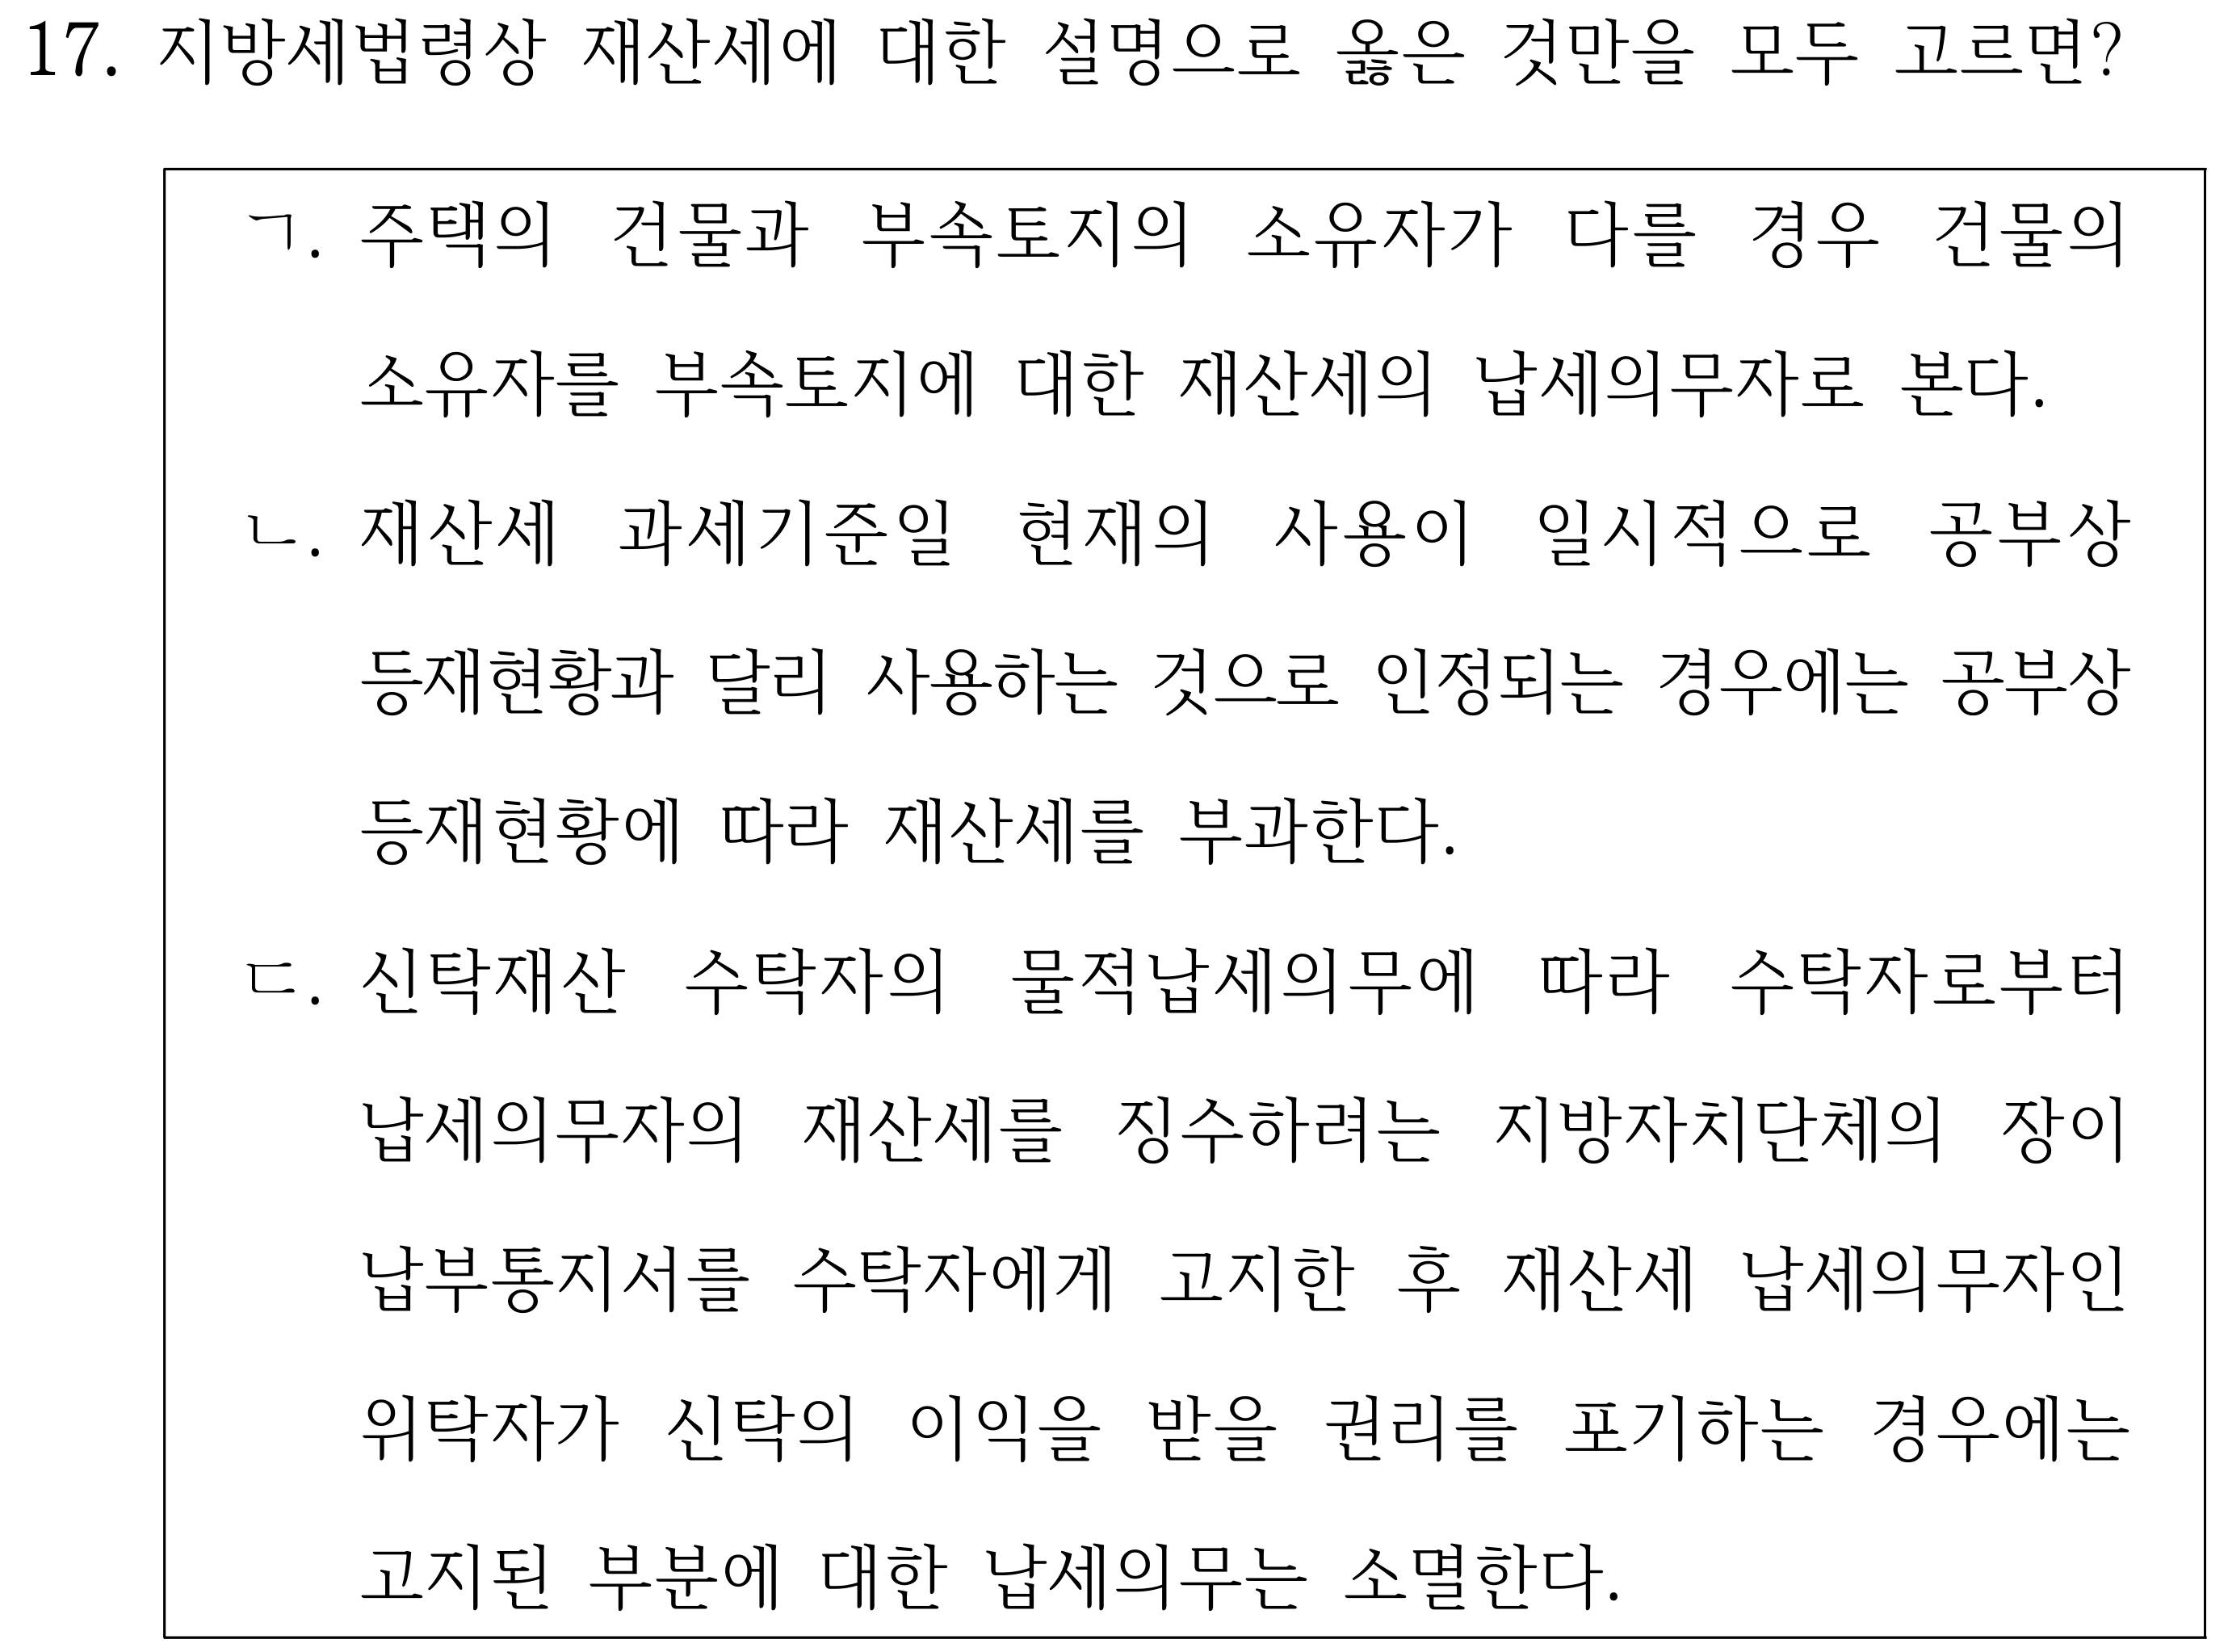 17. 지방세법령상 재산세에 대한 설명으로 옳은 것만을 모두 고르면?
ㄱ. 주택의 건물과 부속토지의 소유자가 다를 경우 건물의
소유자를 부속토지에 대한 재산세의 납세의무자로 본다.
ㄴ. 재산세 과세기준일 현재의 사용이 일시적으로 공부상
등재현황과 달리 사용하는 것으로 인정되는 경우에는 공부상
등재현황에 따라 재산세를 부과한다.
ㄷ. 신탁재산 수탁자의 물적납세의무에 따라 수탁자로부터
납세의무자의 재산세를 징수하려는 지방자치단체의 장이
납부통지서를 수탁자에게 고지한 후 재산세 납세의무자인
위탁자가 신탁의 이익을 받을 권리를 포기하는 경우에는
고지된 부분에 대한 납세의무는 소멸한다.